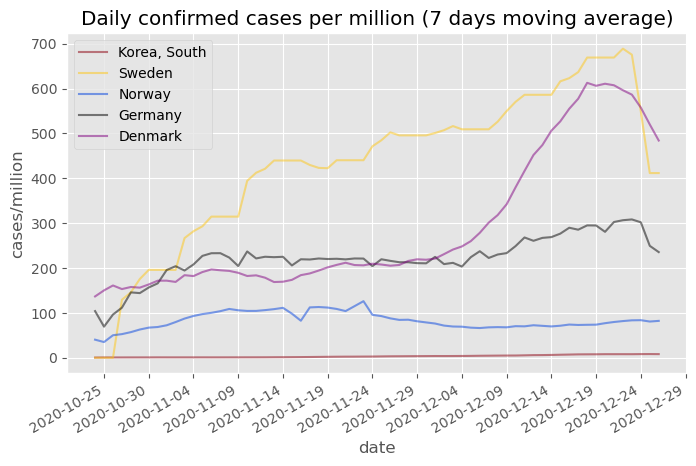 Daily confirmed cases per million (7 days moving average)
700
600
500
400
300
200
100
0
cases/million
Korea, South
Sweden
Norway
Germany
Denmark
2020-10-25
2020-10-30
2020-11-04
2020-11-09
2020-11-14
2020-11-19
2020-11-24
2020-11-29
2020-12-04
2020-12-09
2020-12-14
2020-12-19
2020-12-24
2020-12-29
date